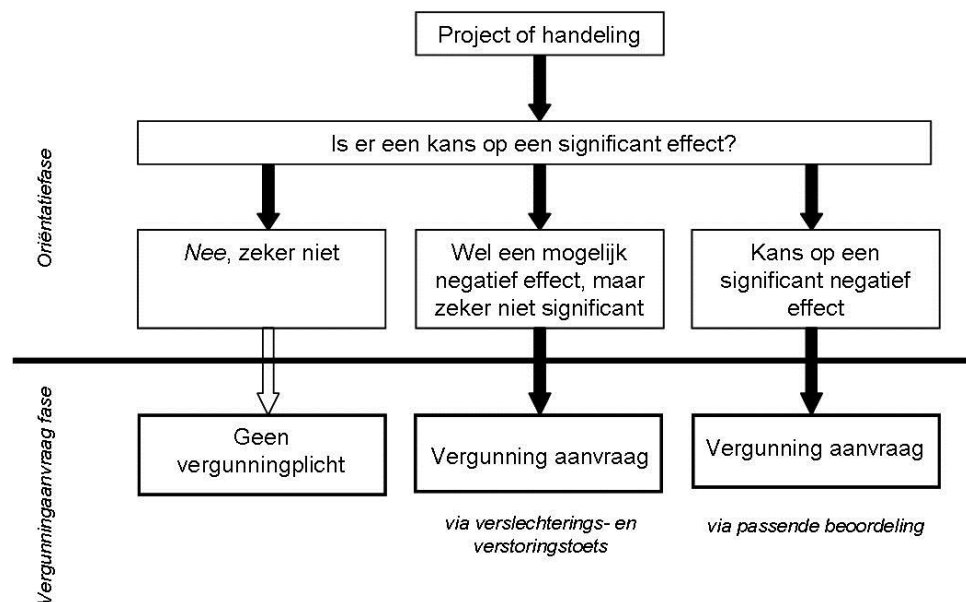 Project of handeling
Is er een kans op een significant effect?
Oriëntatiefase
Nee, zeker niet
Wel een mogelijk
negatief effect, maar
zeker niet significant
Kans op een
significant negatief
effect
Vergunningaanvraag fase
Geen
vergunningplicht
Vergunning aanvraag
Vergunning aanvraag
via verslechterings- en
verstoringstoets
via passende beoordeling